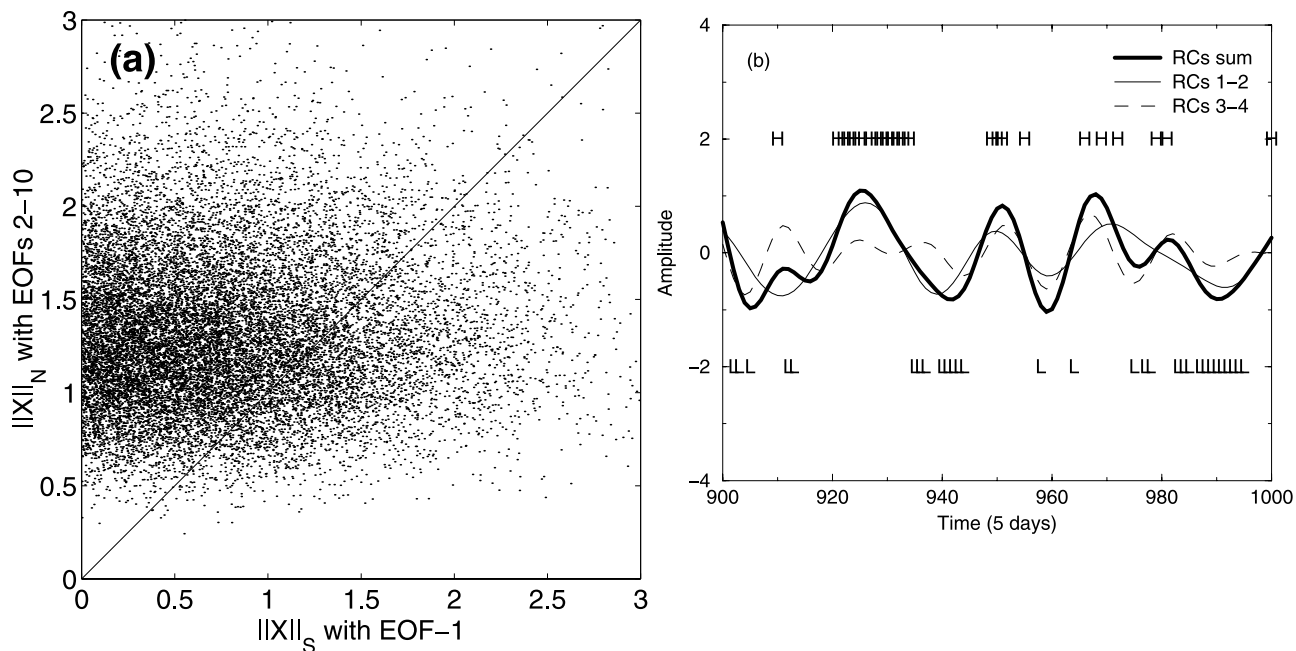 (a)
3
2.5
2
1.5
1
0.5
0
||X||_N with EOFs 2−10
0 0.5 1 1.5 2 2.5 3
||X||_S with EOF−1
(b)
RCs sum
RCs 1−2
RCs 3−4
4
2
0
−2
−4
Amplitude
900 920 940 960 980 1000
Time (5 days)